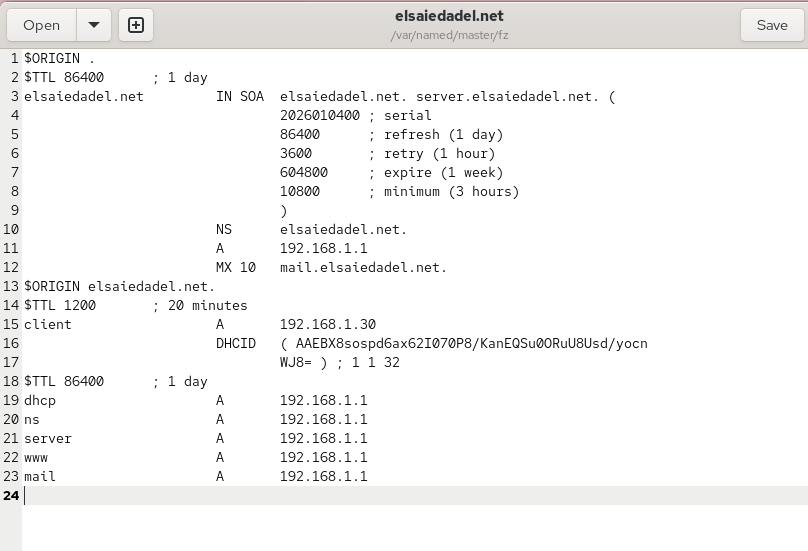 Open
elsaiedadel.net
/var/named/master/fz
Save
1 $ORIGIN .
2 $TTL 86400      ; 1 day
3 elsaiedadel.net         IN SOA  elsaiedadel.net. server.elsaiedadel.net. (
4                                 2026010400 ; serial
5                                 86400      ; refresh (1 day)
6                                 3600       ; retry (1 hour)
7                                 604800     ; expire (1 week)
8                                 10800      ; minimum (3 hours)
9                                 )
10                         NS      elsaiedadel.net.
11                         A       192.168.1.1
12                         MX 10   mail.elsaiedadel.net.
13 $ORIGIN elsaiedadel.net.
14 $TTL 1200       ; 20 minutes
15 client                  A       192.168.1.30
16                         DHCID   ( AAEBX8sospd6ax62I070P8/KanEQSu0ORuU8Usd/yocn
17                                 WJ8= ) ; 1 1 32
18 $TTL 86400      ; 1 day
19 dhcp                    A       192.168.1.1
20 ns                      A       192.168.1.1
21 server                  A       192.168.1.1
22 www                     A       192.168.1.1
23 mail                    A       192.168.1.1
24